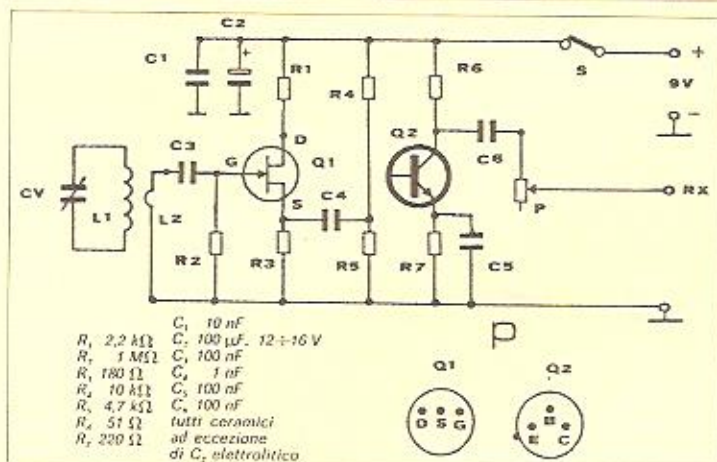 C1
C2
+
R1
R4
R6
S
+
9V
-
C3
G
D
Q1
Q2
C6
CV
L1
L2
S
C4
P
RX
R2
R3
R5
R7
C5
C₁ 10 nF
R₁ 2,2 kΩ C₂ 100 µF. 12÷16 V
R₂ 1 MΩ C₃ 100 nF
R₃ 180 Ω C₄ 1 nF
R₄ 10 kΩ C₅ 100 nF
R₅ 4,7 kΩ C₆ 100 nF
R₆ 51 Ω tutti ceramici
R₇ 220 Ω ad eccezione
di C₂ elettrolitico
P
Q1
Q2
D S G
B
E C